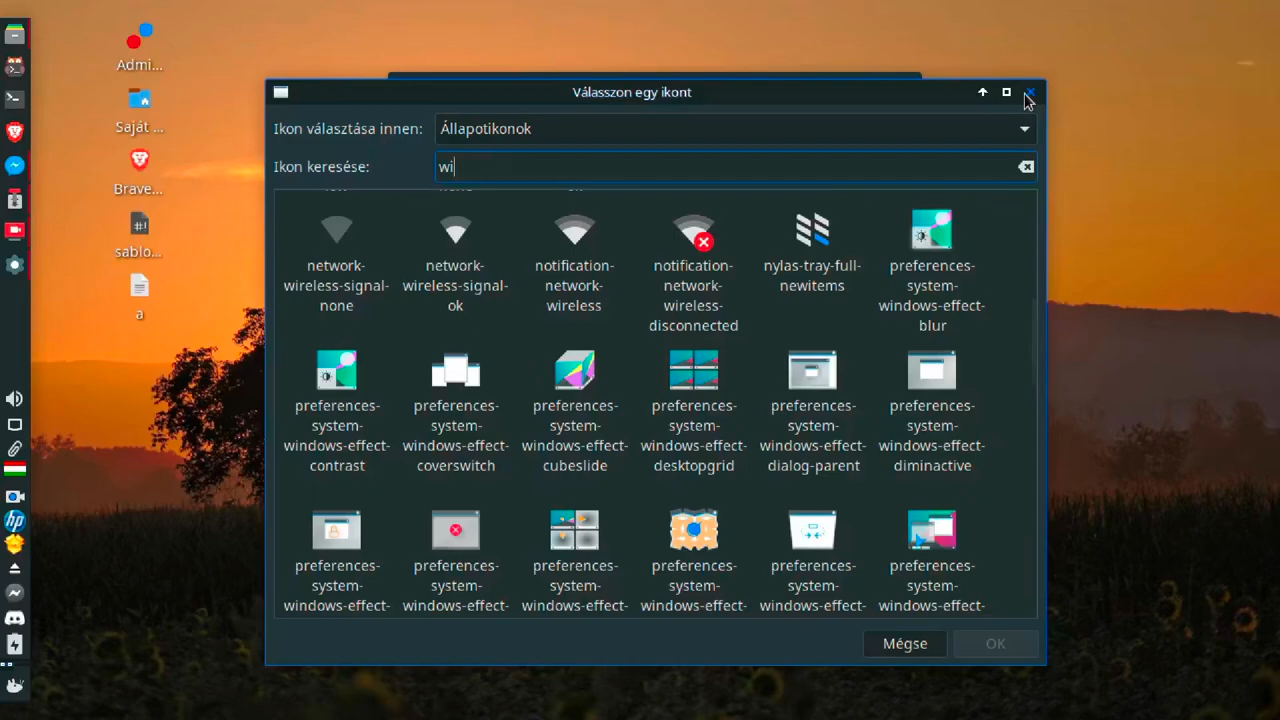 Válasszon egy ikont
Ikon választása innen:
Állapotikonok
Ikon keresése:
wi
network-
wireless-signal-
none
network-
wireless-signal-
ok
notification-
network-
wireless
notification-
network-
wireless-
disconnected
nylas-tray-full-
newitems
preferences-
system-
windows-effect-
blur
preferences-
system-
windows-effect-
contrast
preferences-
system-
windows-effect-
coverswitch
preferences-
system-
windows-effect-
cubeslide
preferences-
system-
windows-effect-
desktopgrid
preferences-
system-
windows-effect-
dialog-parent
preferences-
system-
windows-effect-
diminactive
preferences-
system-
windows-effect-
preferences-
system-
windows-effect-
preferences-
system-
windows-effect-
preferences-
system-
windows-effect-
preferences-
system-
windows-effect-
preferences-
system-
windows-effect-
Mégse
OK
Admi...
Saját ...
Brave...
#!
sablo...
a
hp